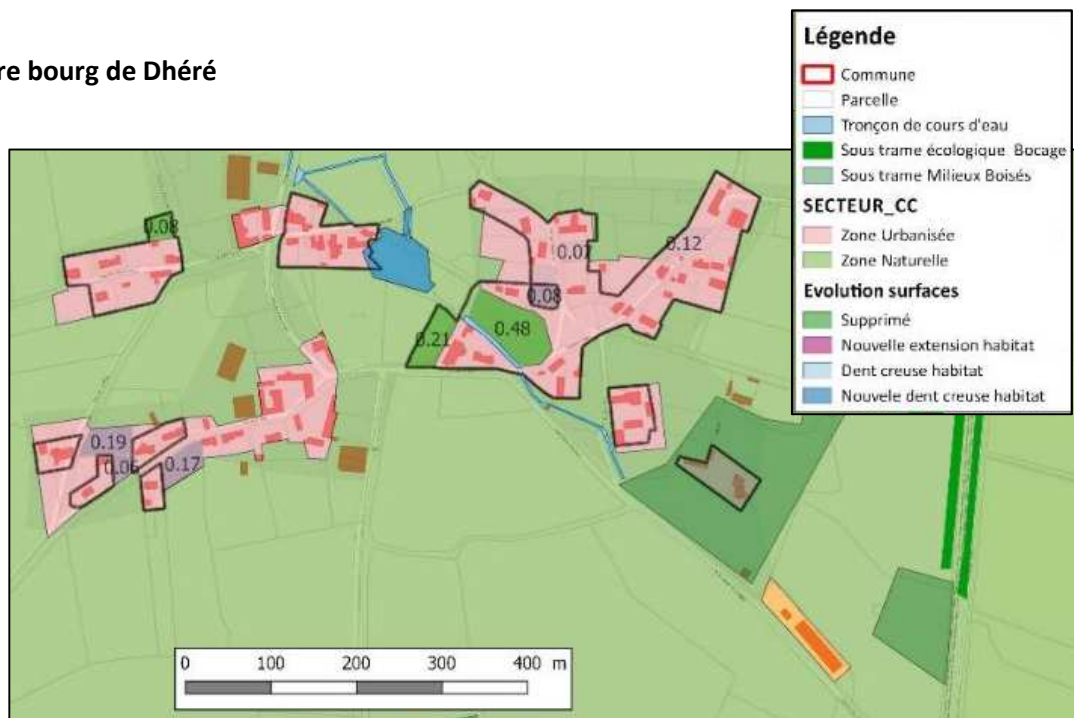 re bourg de Dhéré
Légende
Commune
Parcelle
Tronçon de cours d'eau
Sous trame écologique Bocage
Sous trame Milieux Boisés
SECTEUR_CC
Zone Urbanisée
Zone Naturelle
Evolution surfaces
Supprimé
Nouvelle extension habitat
Dent creuse habitat
Nouvele dent creuse habitat
0.08
0.07
0.12
0.08
0.48
0.21
0.19
0.06
0.17
0 100 200 300 400 m